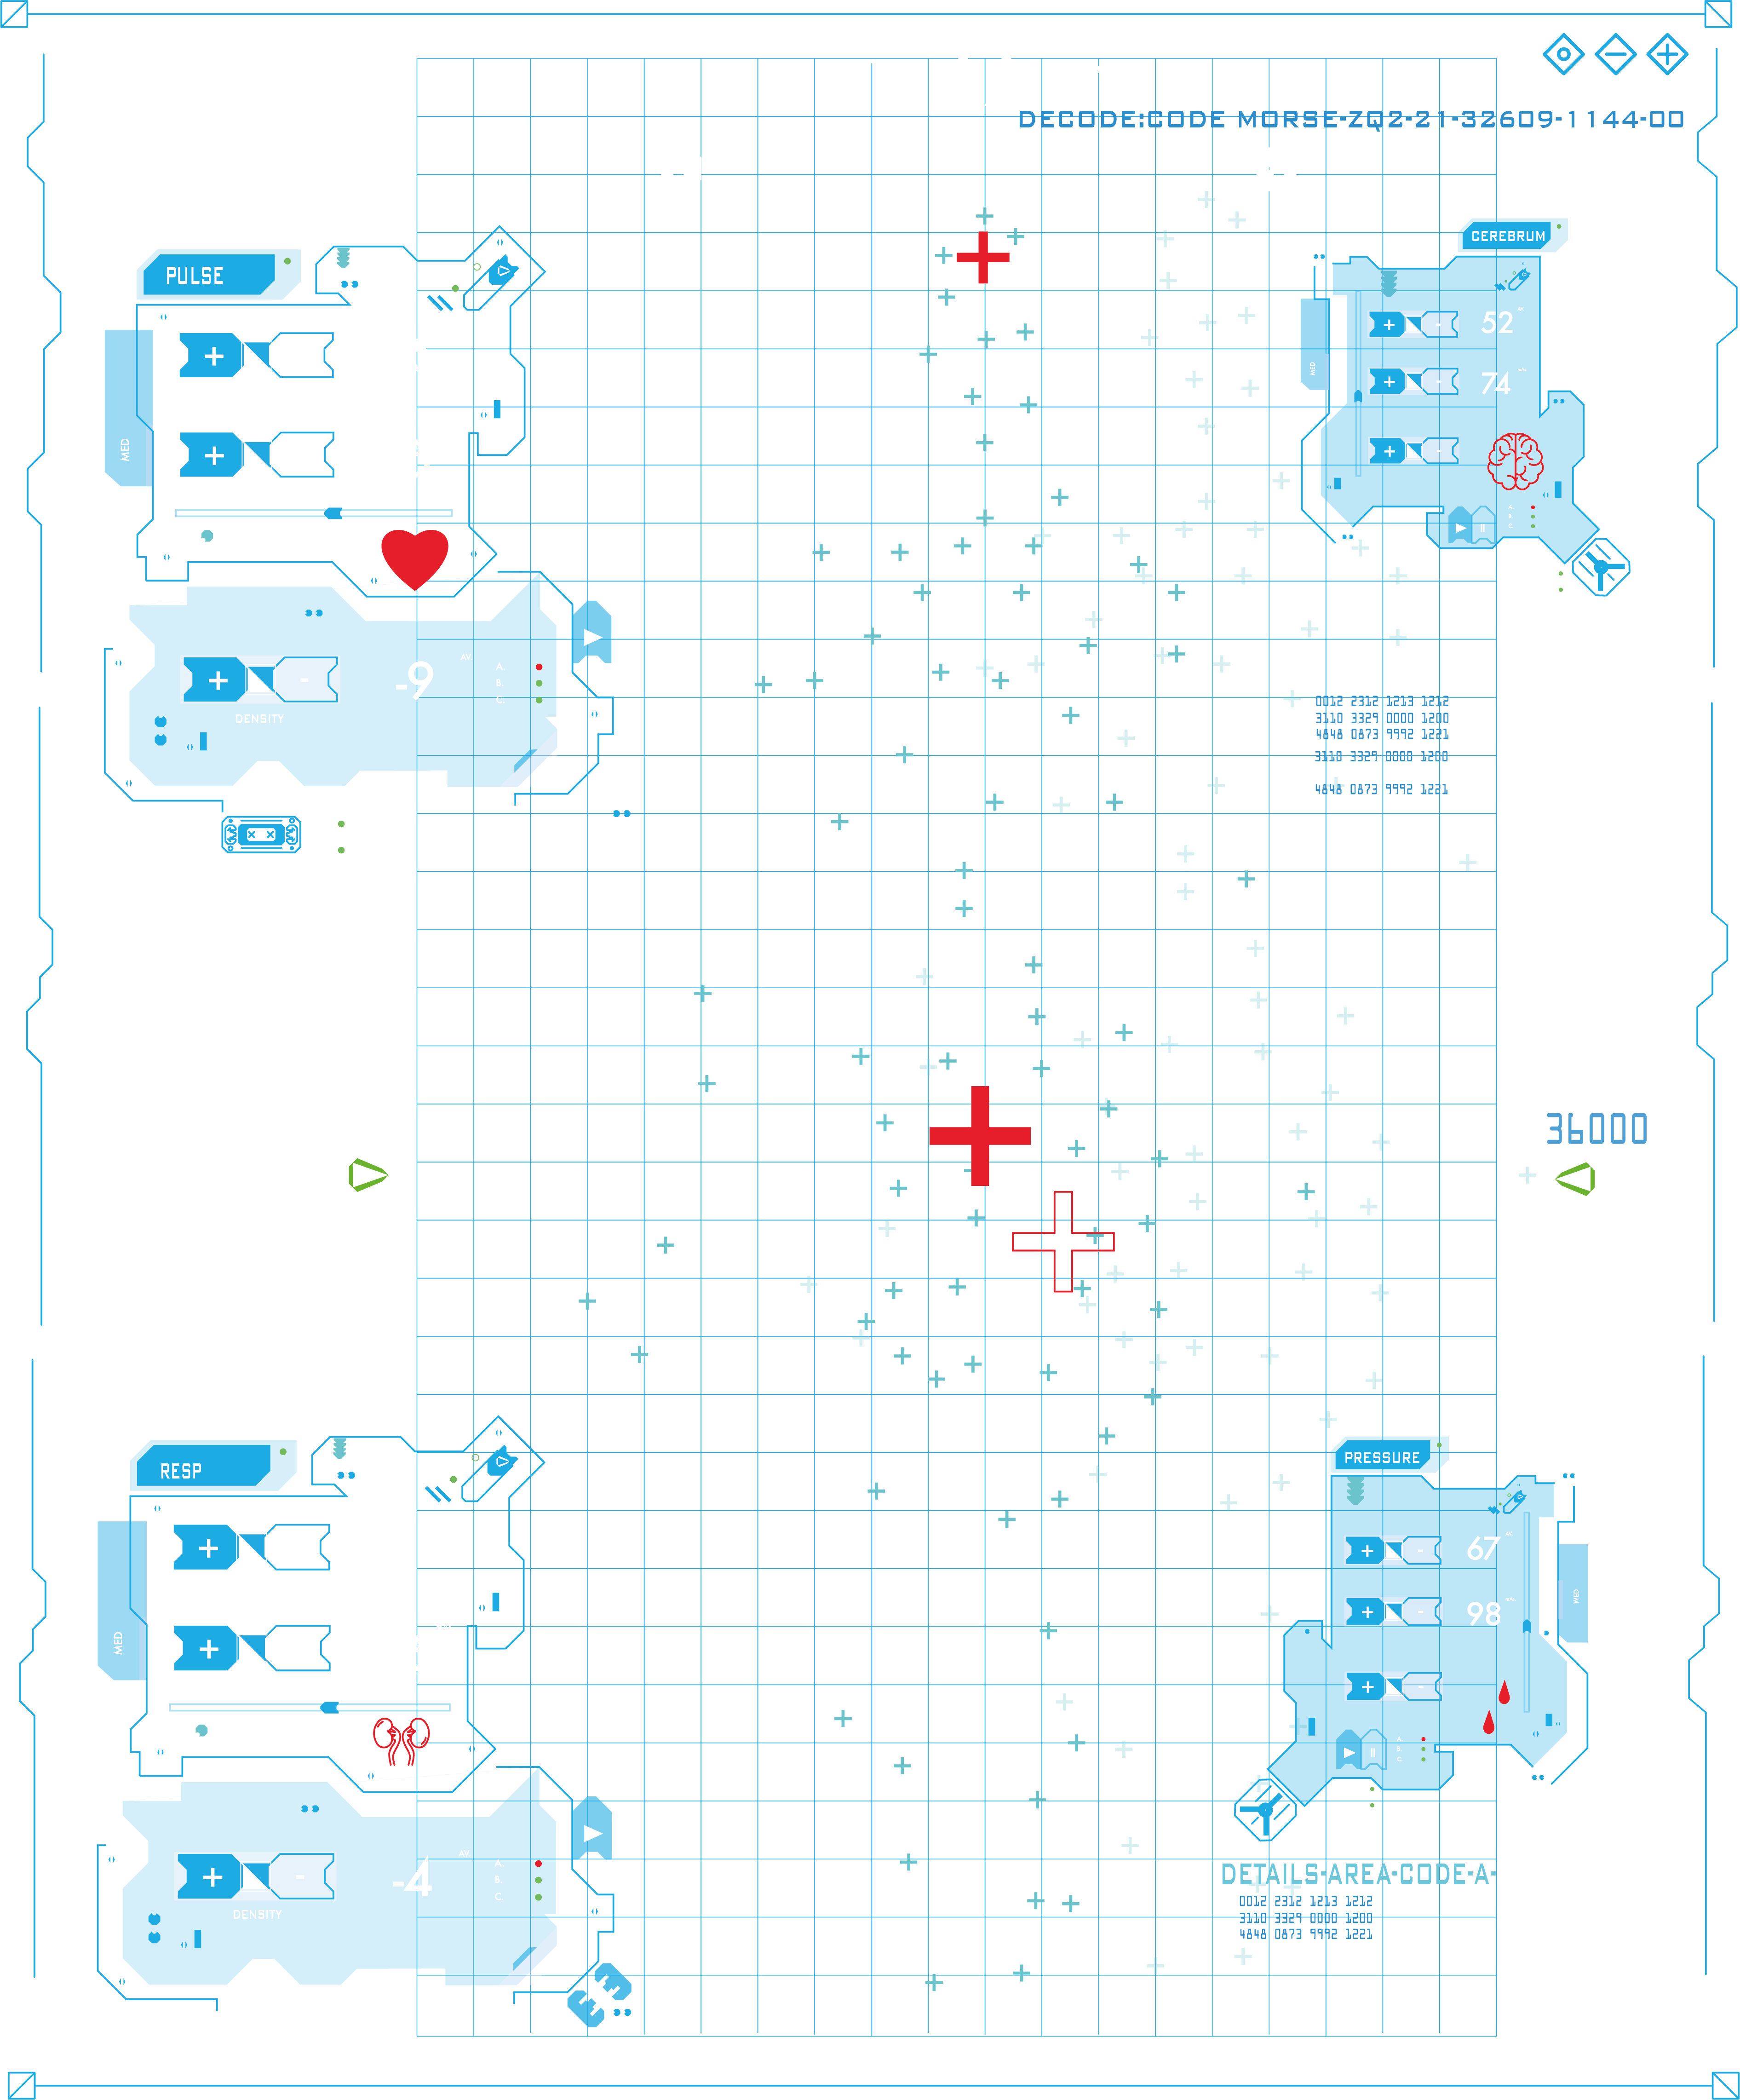 DECODE:CODE MORSE-ZQ2-21-32609-1144-00
CEREBRUM
PULSE
52
MED
74
MED
A.
B.
C.
AV.
-9
A.
B.
C.
DENSITY
0012 2312 1213 1212
3110 3329 0000 1200
4848 0873 9992 1221
3110 3329 0000 1200
4848 0873 9992 1221
36000
PRESSURE
RESP
67
MED
98
MED
A.
B.
C.
AV.
-4
A.
B.
C.
DENSITY
DETAILS-AREA-CODE-A-
0012 2312 1213 1212
3110 3329 0000 1200
4848 0873 9992 1221